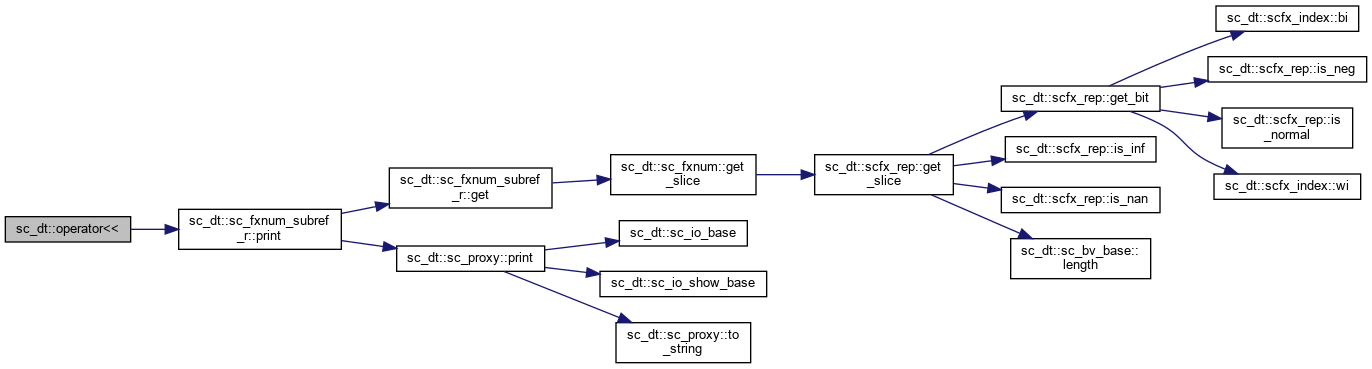 sc_dt::operator<<
sc_dt::sc_fxnum_subref
_r::print
sc_dt::sc_fxnum_subref
_r::get
sc_dt::sc_fxnum::get
_slice
sc_dt::scfx_rep::get
_slice
sc_dt::scfx_rep::get_bit
sc_dt::scfx_index::bi
sc_dt::scfx_rep::is_neg
sc_dt::scfx_rep::is
_normal
sc_dt::scfx_index::wi
sc_dt::scfx_rep::is_inf
sc_dt::scfx_rep::is_nan
sc_dt::sc_bv_base::
length
sc_dt::sc_proxy::print
sc_dt::sc_io_base
sc_dt::sc_io_show_base
sc_dt::sc_proxy::to
_string